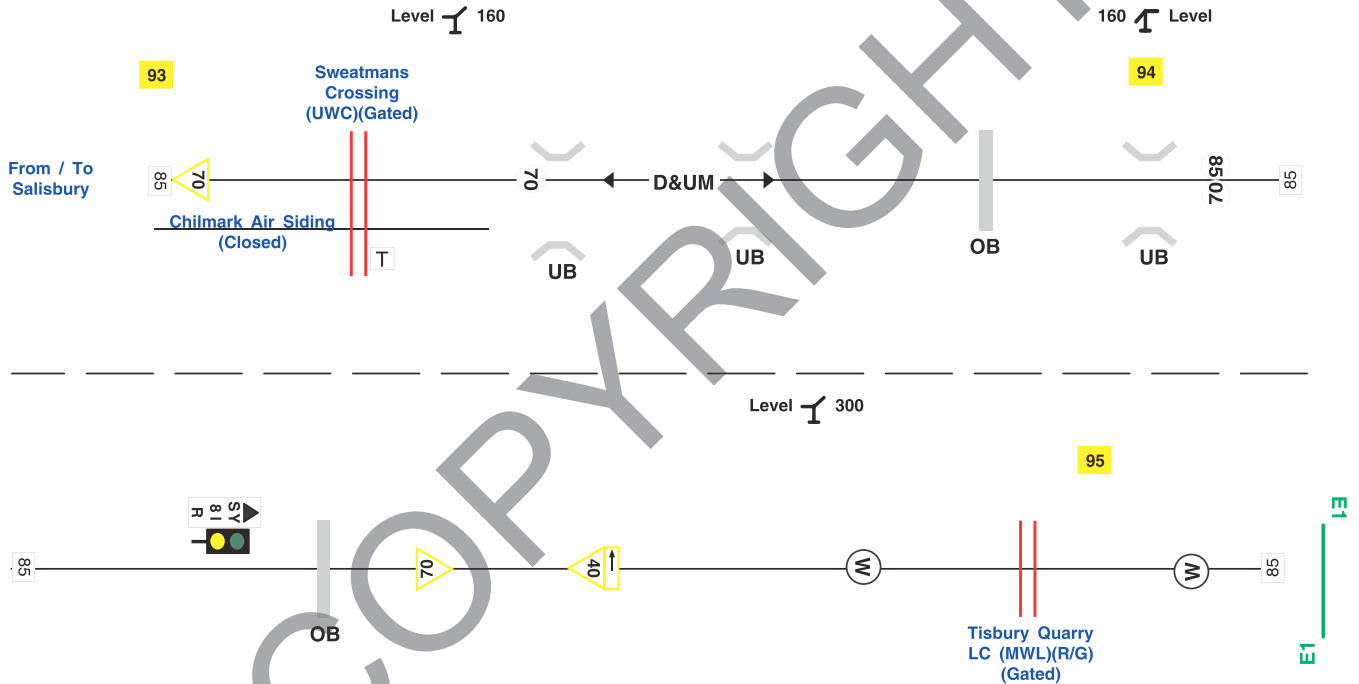 Level 160
160 Level
93
94
Sweatmans
Crossing
(UWC)(Gated)
From / To
Salisbury
85
70
70
D&UM
85
70
85
Chilmark Air Siding
(Closed)
T
UB
UB
OB
UB
Level 300
95
SY
81
R
85
OB
70
40
W
W
85
Tisbury Quarry
LC (MWL)(R/G)
(Gated)
E1
E1
COPYRIGHT